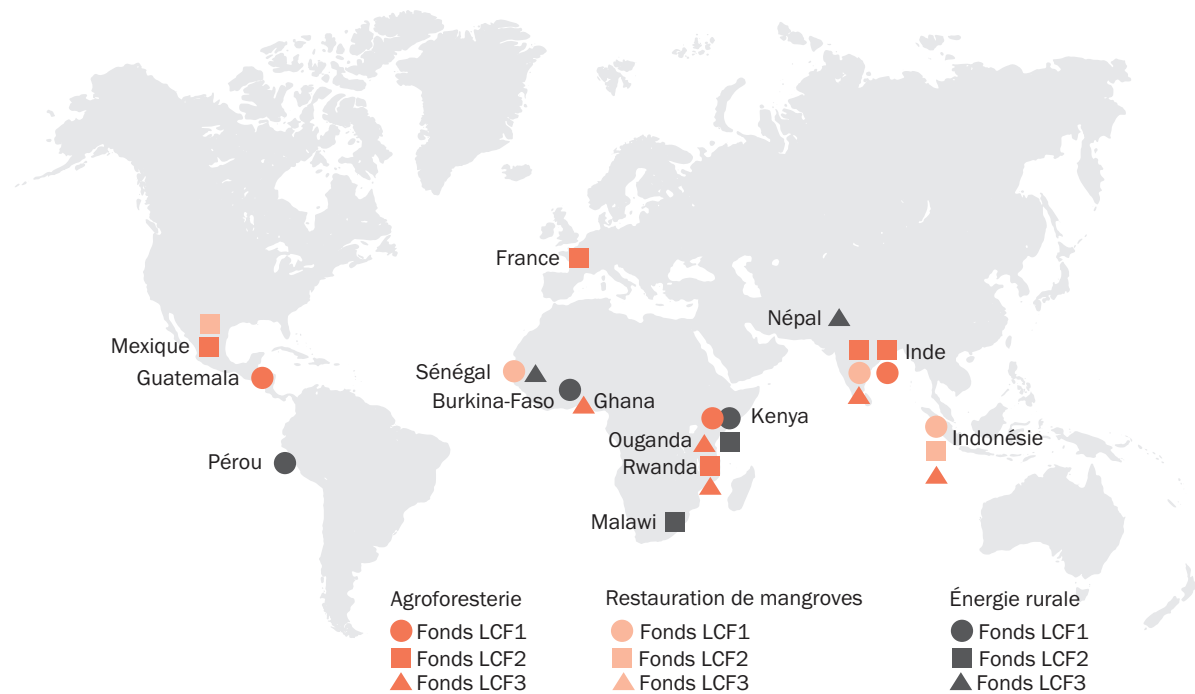 France
Népal
Mexique
Inde
Guatemala
Sénégal
Burkina-Faso
Ghana
Kenya
Ouganda
Indonésie
Rwanda
Pérou
Malawi
Agroforesterie
Fonds LCF1
Fonds LCF2
Fonds LCF3
Restauration de mangroves
Fonds LCF1
Fonds LCF2
Fonds LCF3
Énergie rurale
Fonds LCF1
Fonds LCF2
Fonds LCF3